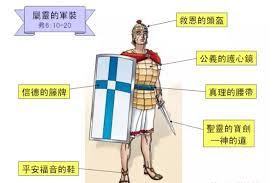 屬靈的軍裝
弗6:10-20
救恩的頭盔
公義的護心鏡
信德的籐牌
真理的腰帶
聖靈的寶劍
—神的道
平安福音的鞋